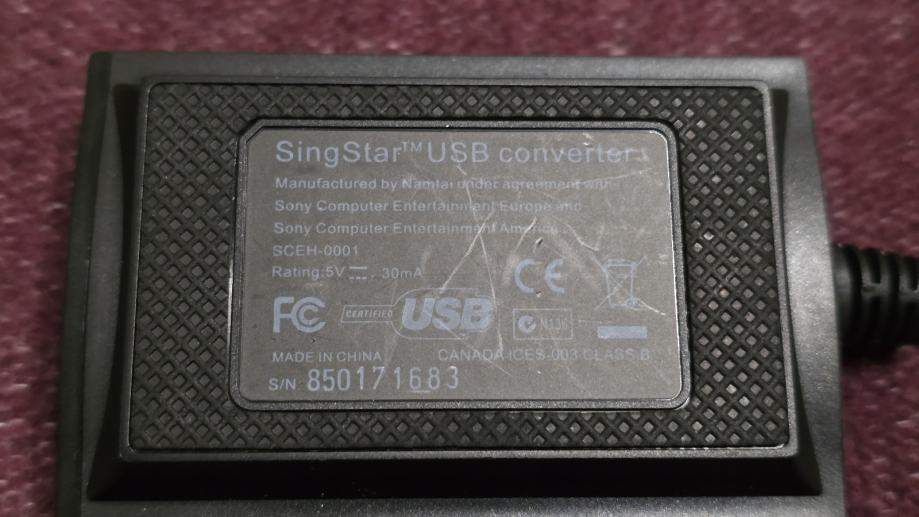 SingStar™ USB converter
Manufactured by Namtai under agreement with
Sony Computer Entertainment Europe and
Sony Computer Entertainment America
SCEH-0001
Rating:5V ⎓ 30mA
CE
FC CERTIFIED USB N136
MADE IN CHINA CANADA ICES-003 CLASS B
S/N 850171683